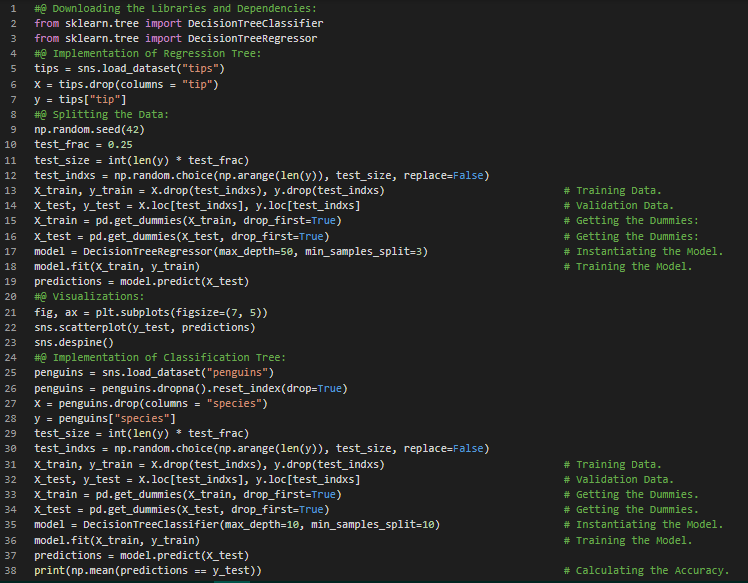 1 #@ Downloading the Libraries and Dependencies:
2 from sklearn.tree import DecisionTreeClassifier
3 from sklearn.tree import DecisionTreeRegressor
4 #@ Implementation of Regression Tree:
5 tips = sns.load_dataset("tips")
6 X = tips.drop(columns = "tip")
7 y = tips["tip"]
8 #@ Splitting the Data:
9 np.random.seed(42)
10 test_frac = 0.25
11 test_size = int(len(y) * test_frac)
12 test_indxs = np.random.choice(np.arange(len(y)), test_size, replace=False)
13 X_train, y_train = X.drop(test_indxs), y.drop(test_indxs) # Training Data.
14 X_test, y_test = X.loc[test_indxs], y.loc[test_indxs] # Validation Data.
15 X_train = pd.get_dummies(X_train, drop_first=True) # Getting the Dummies:
16 X_test = pd.get_dummies(X_test, drop_first=True) # Getting the Dummies:
17 model = DecisionTreeRegressor(max_depth=50, min_samples_split=3) # Instantiating the Model.
18 model.fit(X_train, y_train) # Training the Model.
19 predictions = model.predict(X_test)
20 #@ Visualizations:
21 fig, ax = plt.subplots(figsize=(7, 5))
22 sns.scatterplot(y_test, predictions)
23 sns.despine()
24 #@ Implementation of Classification Tree:
25 penguins = sns.load_dataset("penguins")
26 penguins = penguins.dropna().reset_index(drop=True)
27 X = penguins.drop(columns = "species")
28 y = penguins["species"]
29 test_size = int(len(y) * test_frac)
30 test_indxs = np.random.choice(np.arange(len(y)), test_size, replace=False)
31 X_train, y_train = X.drop(test_indxs), y.drop(test_indxs) # Training Data.
32 X_test, y_test = X.loc[test_indxs], y.loc[test_indxs] # Validation Data.
33 X_train = pd.get_dummies(X_train, drop_first=True) # Getting the Dummies.
34 X_test = pd.get_dummies(X_test, drop_first=True) # Getting the Dummies.
35 model = DecisionTreeClassifier(max_depth=10, min_samples_split=10) # Instantiating the Model.
36 model.fit(X_train, y_train) # Training the Model.
37 predictions = model.predict(X_test)
38 print(np.mean(predictions == y_test)) # Calculating the Accuracy.